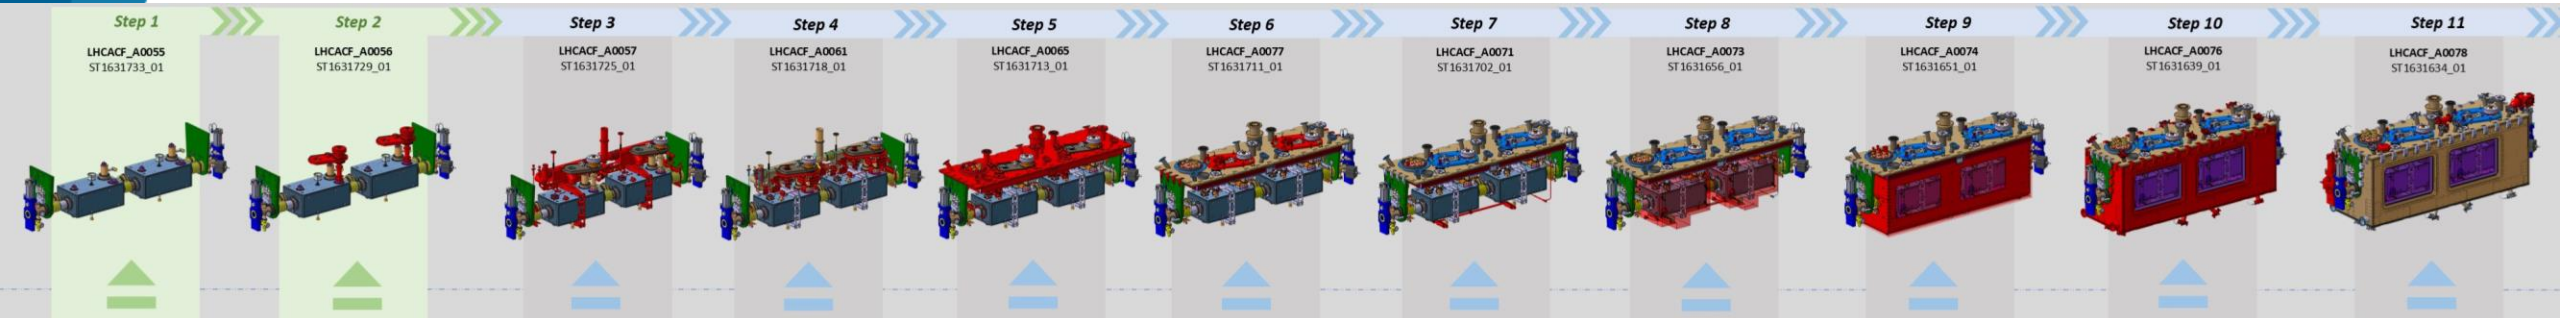 Step 1
LHCACF_A0055
ST1631733_01
Step 2
LHCACF_A0056
ST1631729_01
Step 3
LHCACF_A0057
ST1631725_01
Step 4
LHCACF_A0061
ST1631718_01
Step 5
LHCACF_A0065
ST1631713_01
Step 6
LHCACF_A0077
ST1631711_01
Step 7
LHCACF_A0071
ST1631702_01
Step 8
LHCACF_A0073
ST1631656_01
Step 9
LHCACF_A0074
ST1631651_01
Step 10
LHCACF_A0076
ST1631639_01
Step 11
LHCACF_A0078
ST1631634_01